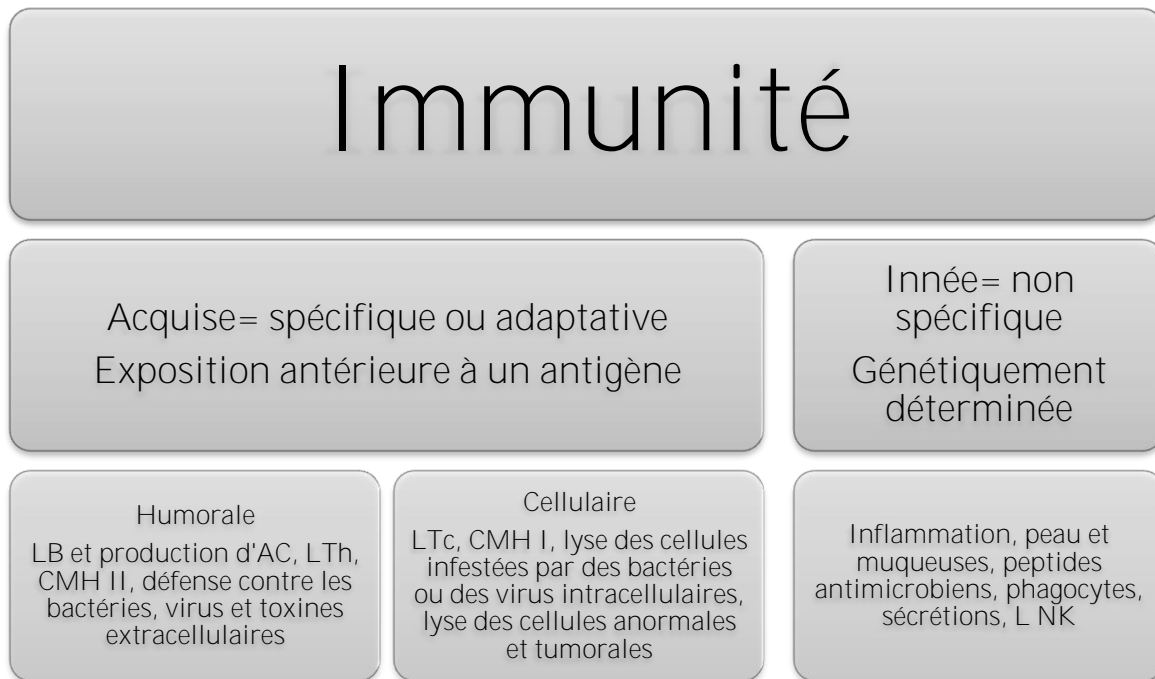 Immunité
Acquise= spécifique ou adaptative
Exposition antérieure à un antigène
Innée= non
spécifique
Génétiquement
déterminée
Humorale
LB et production d'AC, LTh,
CMH II, défense contre les
bactéries, virus et toxines
extracellulaires
Cellulaire
LTc, CMH I, lyse des cellules
infestées par des bactéries
ou des virus intracellulaires,
lyse des cellules anormales
et tumorales
Inflammation, peau et
muqueuses, peptides
antimicrobiens, phagocytes,
sécrétions, L NK